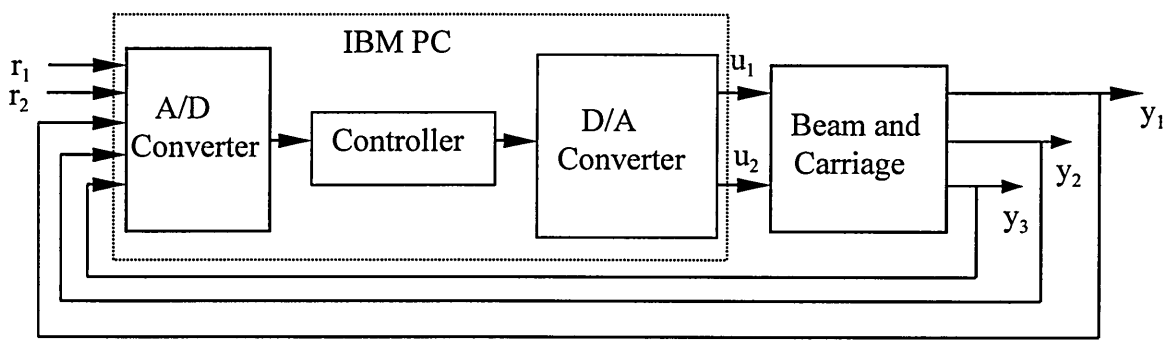 IBM PC
r1
r2
A/D
Converter
Controller
D/A
Converter
u1
u2
Beam and
Carriage
y1
y2
y3